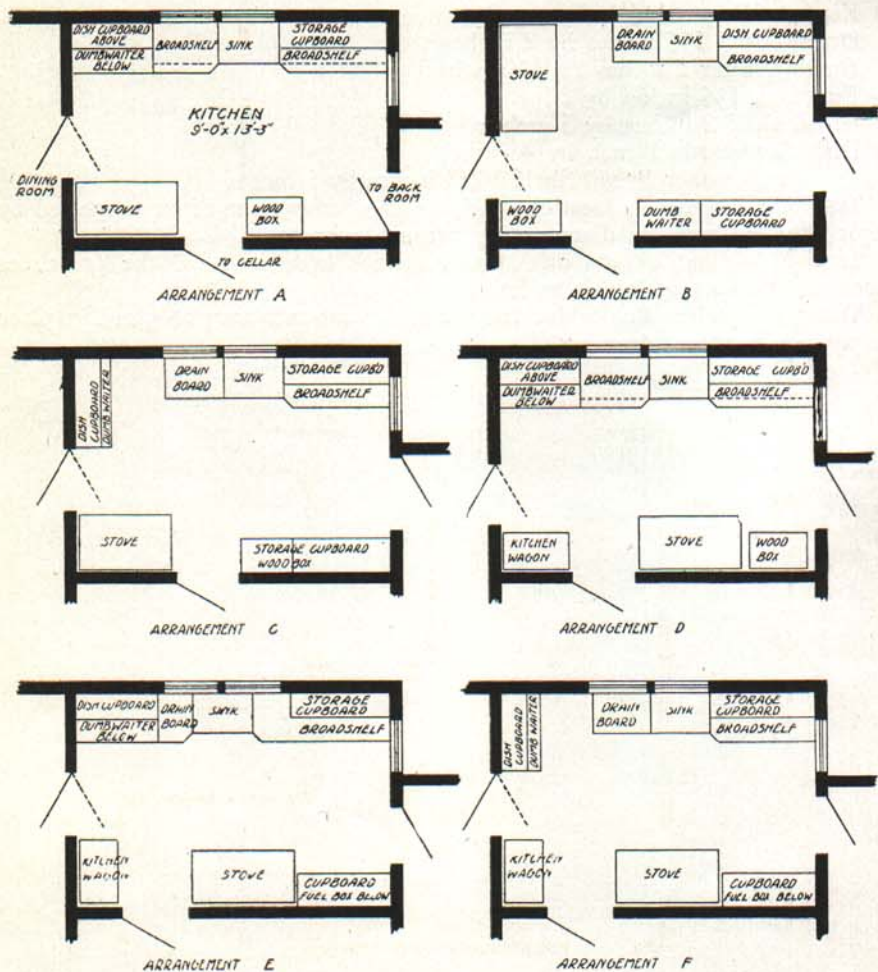 DISH CUPBOARD
ABOVE
DUMBWAITER
BELOW
BROADSHELF
SINK
STORAGE
CUPBOARD
BROADSHELF
KITCHEN
9'-0" x 13'-3"
DINING
ROOM
STOVE
WOOD
BOX
TO BACK
ROOM
TO CELLAR
ARRANGEMENT A
STOVE
DRAIN
BOARD
SINK
DISH CUPBOARD
BROADSHELF
WOOD
BOX
DUMB
WAITER
STORAGE
CUPBOARD
ARRANGEMENT B
DISH
CUPBOARD
DUMBWAITER
DRAIN
BOARD
SINK
STORAGE CUPB'D
BROADSHELF
STOVE
STORAGE CUPBOARD
WOOD BOX
ARRANGEMENT C
DISH CUPBOARD
ABOVE
DUMBWAITER
BELOW
BROADSHELF
SINK
STORAGE CUPB'D
BROADSHELF
KITCHEN
WAGON
STOVE
WOOD
BOX
ARRANGEMENT D
DISH CUPBOARD
DUMBWAITER
BELOW
DRAIN
BOARD
SINK
STORAGE
CUPBOARD
BROADSHELF
KITCHEN
WAGON
STOVE
CUPBOARD
FUEL BOX BELOW
ARRANGEMENT E
DISH
CUPBOARD
DUMB WAITER
DRAIN
BOARD
SINK
STORAGE
CUPBOARD
BROADSHELF
KITCHEN
WAGON
STOVE
CUPBOARD
FUEL BOX BELOW
ARRANGEMENT F